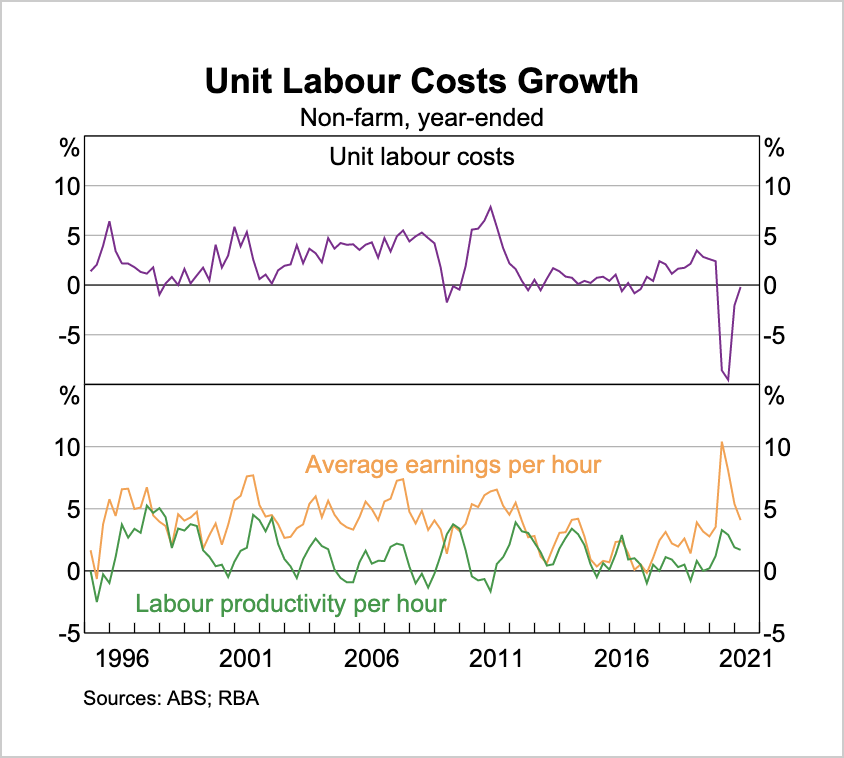 Unit Labour Costs Growth
Non-farm, year-ended
% %
Unit labour costs
10 10
5 5
0 0
-5 -5
% %
10 10
Average earnings per hour
5 5
0 0
Labour productivity per hour
-5 -5
1996 2001 2006 2011 2016 2021
Sources: ABS; RBA